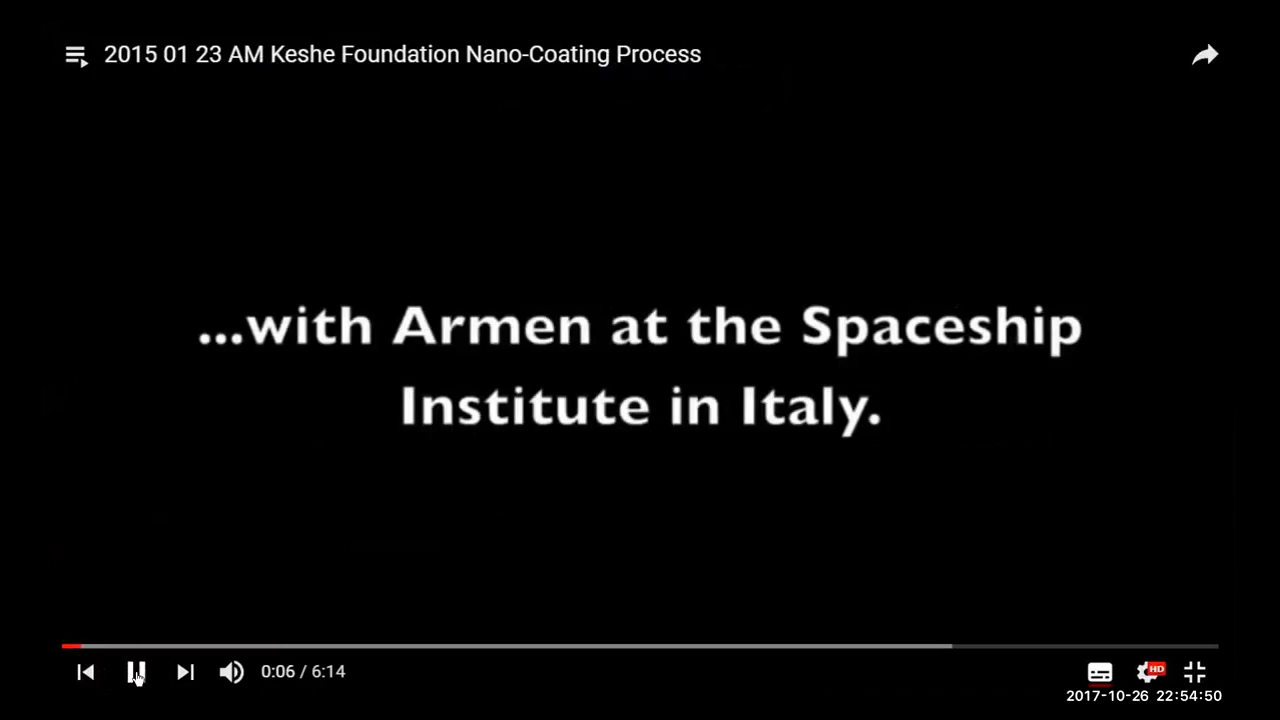 2015 01 23 AM Keshe Foundation Nano-Coating Process
...with Armen at the Spaceship
Institute in Italy.
0:06 / 6:14
HD
2017-10-26 22:54:50